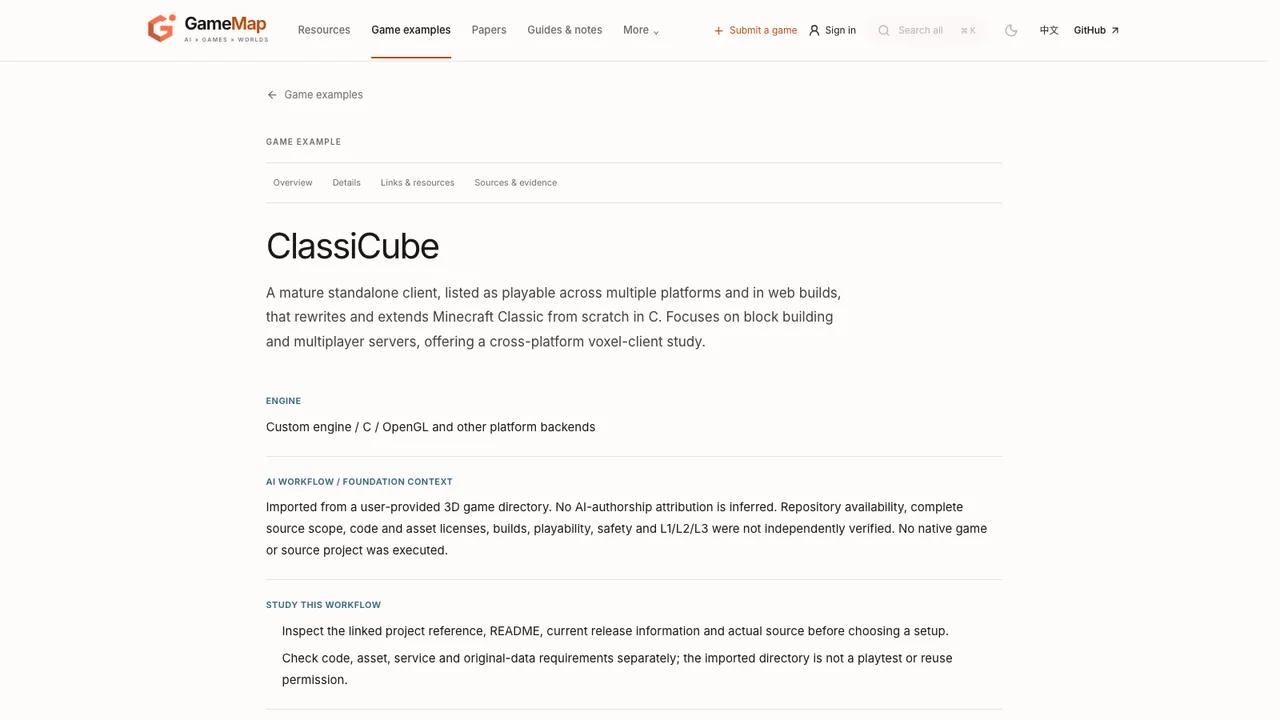 GameMap
AI × GAMES × WORLDS
Resources
Game examples
Papers
Guides & notes
More
+ Submit a game
Sign in
Search all
⌘ K
中文
GitHub ↗
← Game examples
GAME EXAMPLE
Overview
Details
Links & resources
Sources & evidence
ClassiCube
A mature standalone client, listed as playable across multiple platforms and in web builds,
that rewrites and extends Minecraft Classic from scratch in C. Focuses on block building
and multiplayer servers, offering a cross-platform voxel-client study.
ENGINE
Custom engine / C / OpenGL and other platform backends
AI WORKFLOW / FOUNDATION CONTEXT
Imported from a user-provided 3D game directory. No AI-authorship attribution is inferred. Repository availability, complete
source scope, code and asset licenses, builds, playability, safety and L1/L2/L3 were not independently verified. No native game
or source project was executed.
STUDY THIS WORKFLOW
Inspect the linked project reference, README, current release information and actual source before choosing a setup.
Check code, asset, service and original-data requirements separately; the imported directory is not a playtest or reuse
permission.